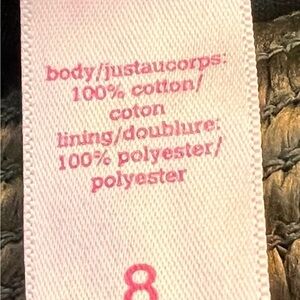 body/justaucorps:
100% cotton/
coton
lining/doublure:
100% polyester/
polyester
8